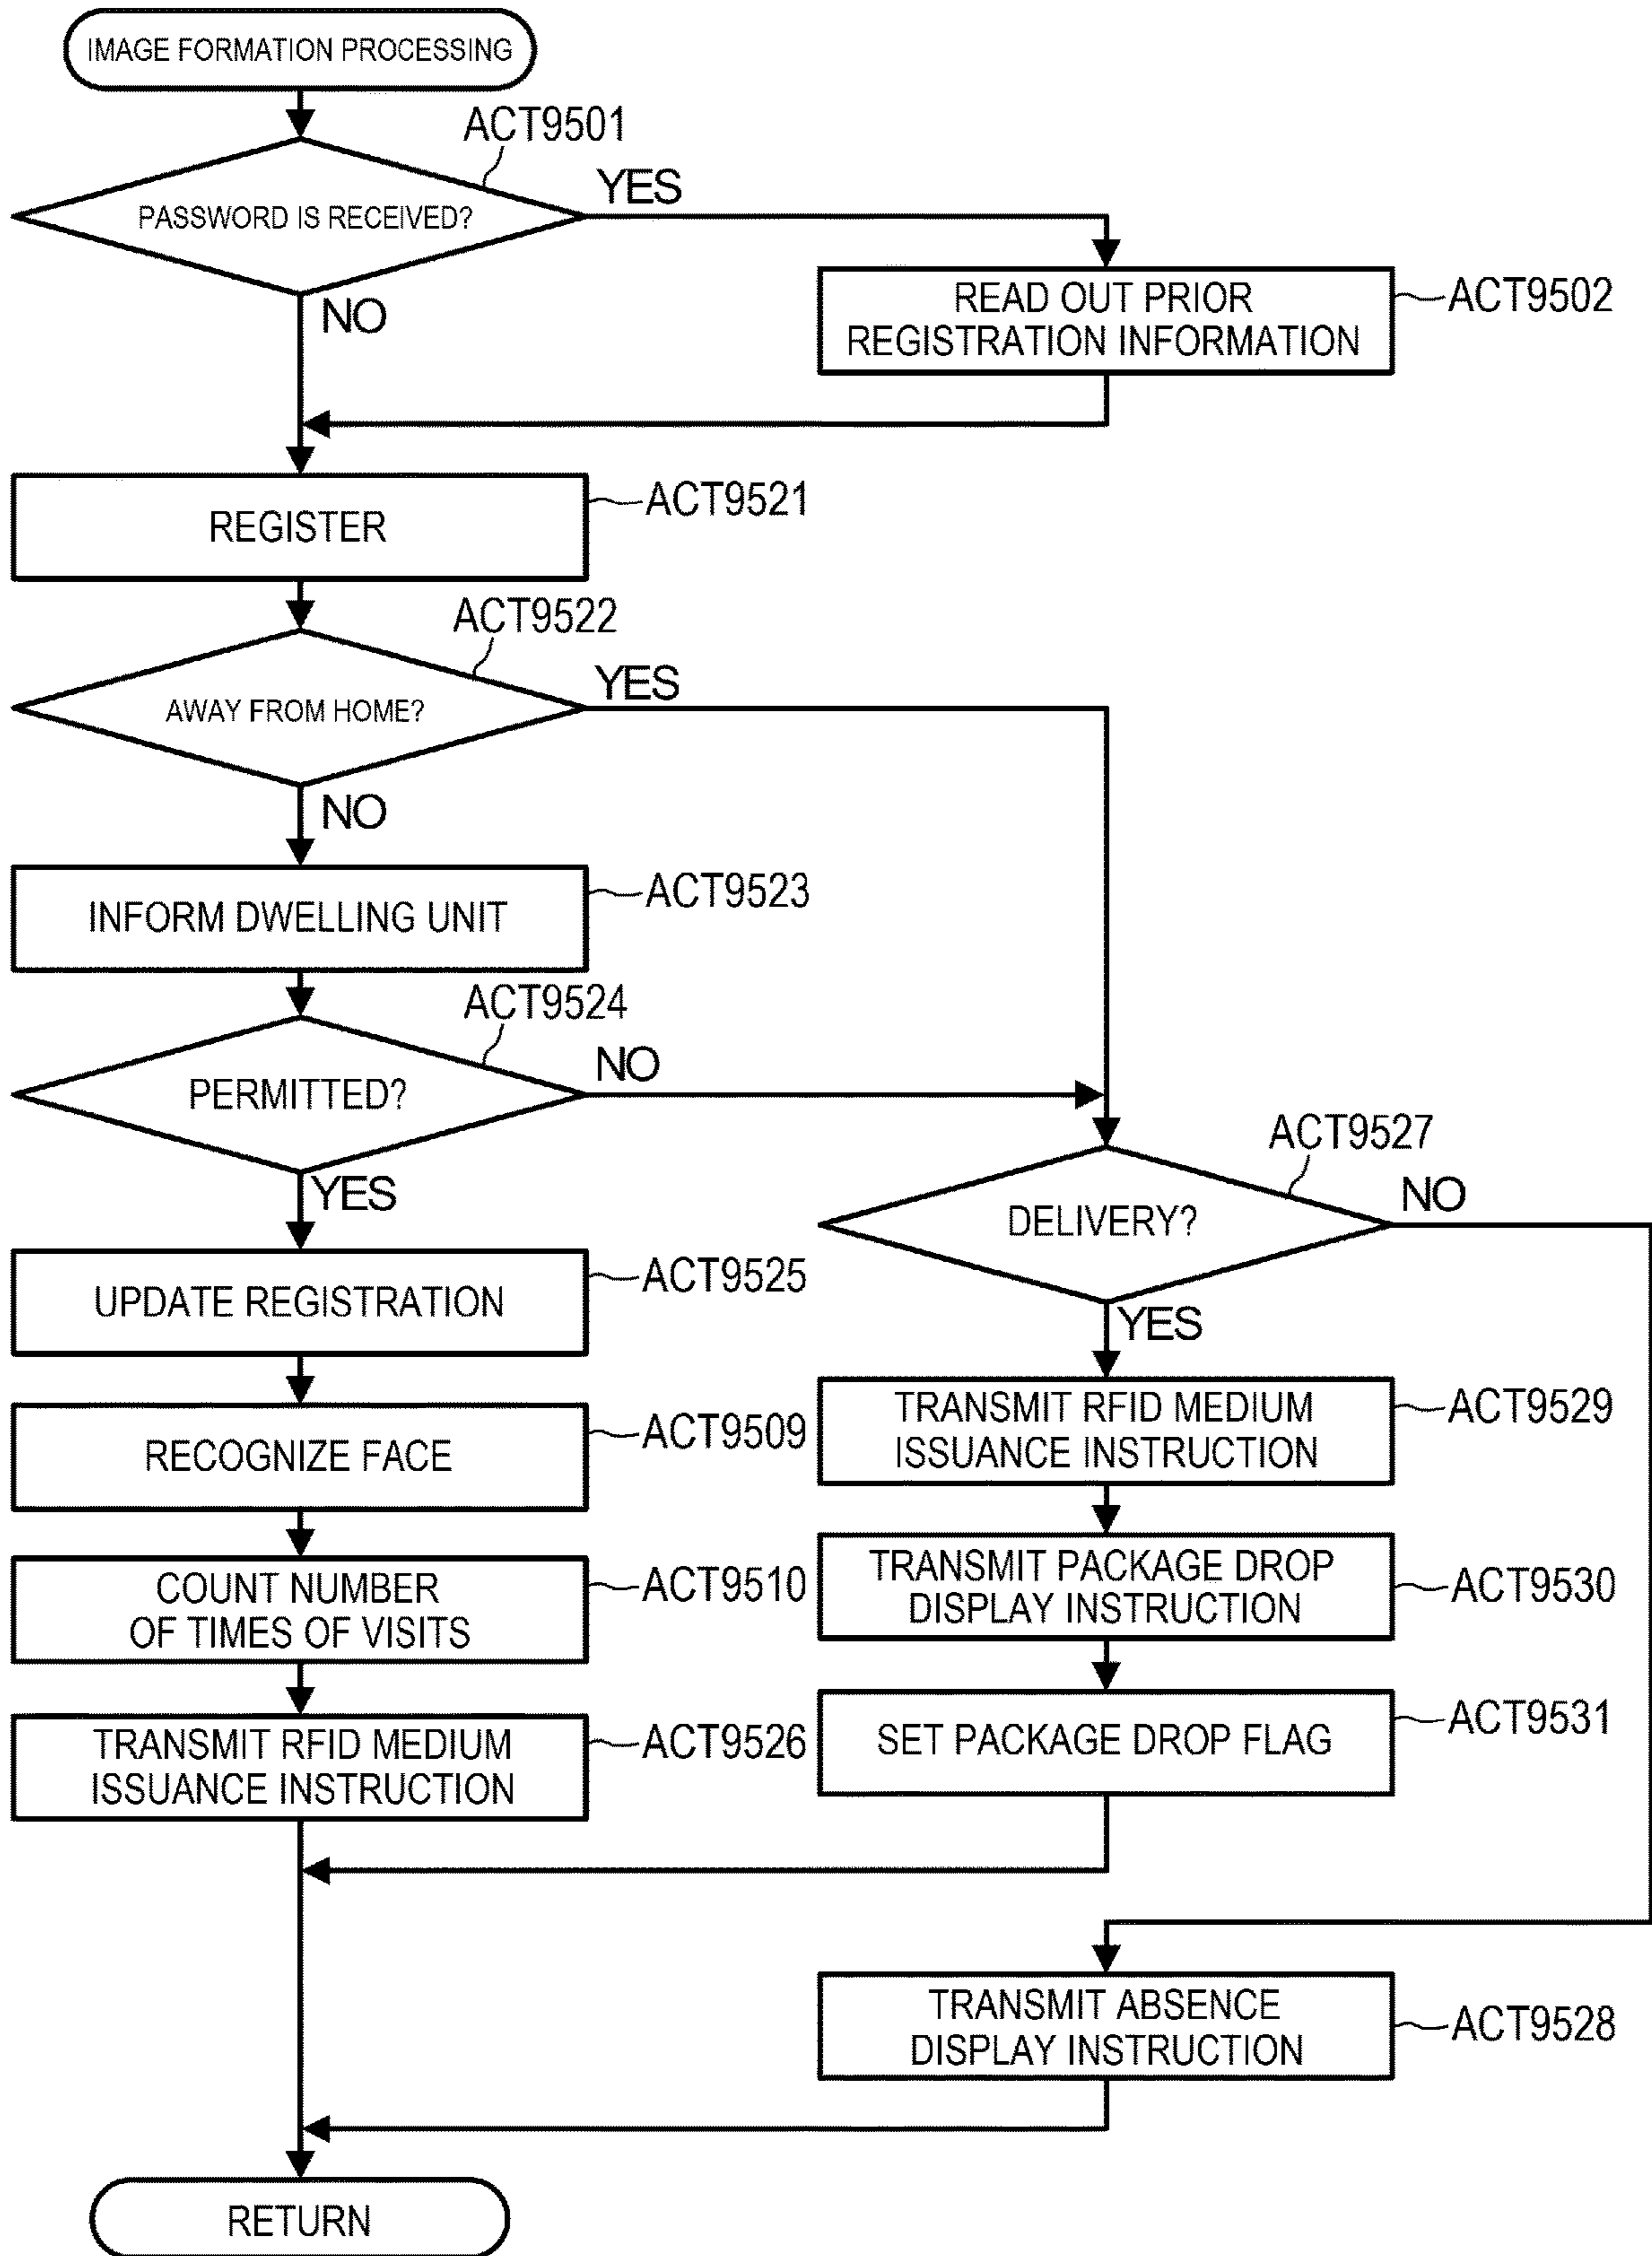 IMAGE FORMATION PROCESSING
ACT9501
PASSWORD IS RECEIVED?
YES
NO
READ OUT PRIOR
REGISTRATION INFORMATION
ACT9502
REGISTER
ACT9521
ACT9522
AWAY FROM HOME?
YES
NO
INFORM DWELLING UNIT
ACT9523
ACT9524
PERMITTED?
NO
YES
UPDATE REGISTRATION
ACT9525
RECOGNIZE FACE
ACT9509
COUNT NUMBER
OF TIMES OF VISITS
ACT9510
TRANSMIT RFID MEDIUM
ISSUANCE INSTRUCTION
ACT9526
ACT9527
DELIVERY?
NO
YES
TRANSMIT RFID MEDIUM
ISSUANCE INSTRUCTION
ACT9529
TRANSMIT PACKAGE DROP
DISPLAY INSTRUCTION
ACT9530
SET PACKAGE DROP FLAG
ACT9531
TRANSMIT ABSENCE
DISPLAY INSTRUCTION
ACT9528
RETURN